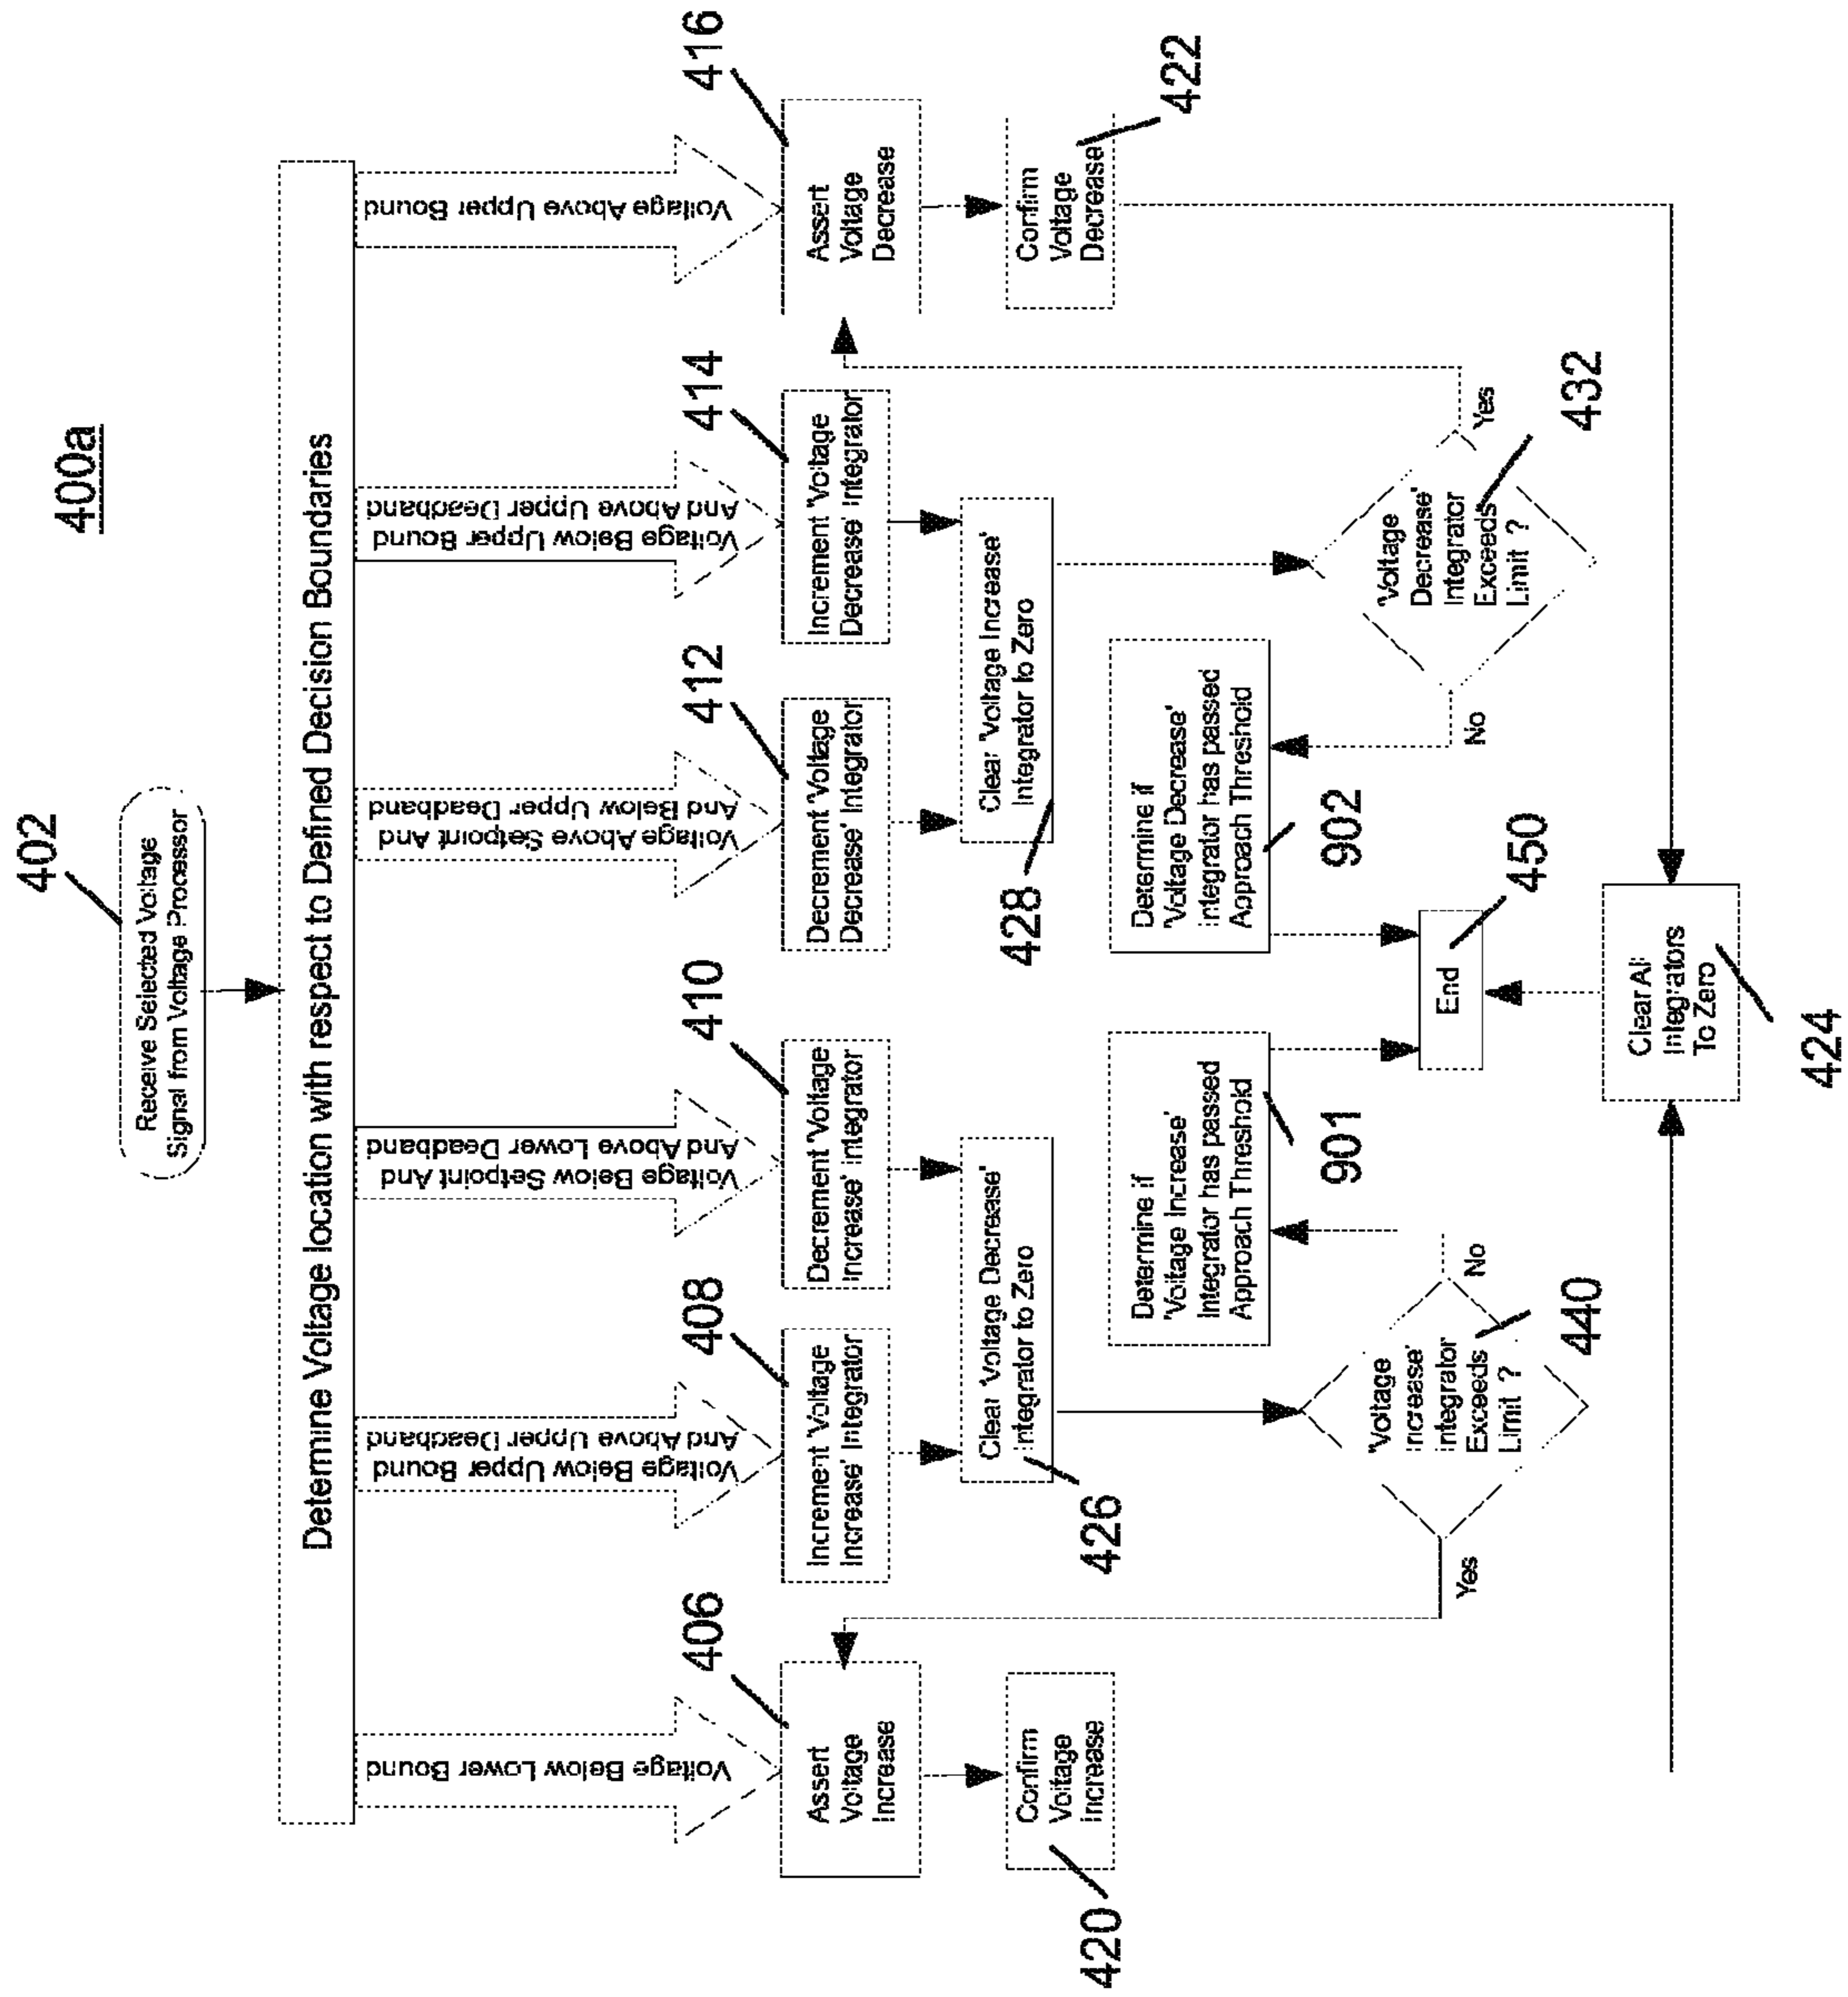 400a
402
Receive Selected Voltage
Signal from Voltage Processor
Determine Voltage location with respect to Defined Decision Boundaries
Voltage Below Lower Bound
Voltage Below Upper Bound
And Above Upper Deadband
Voltage Below Setpoint And
And Above Lower Deadband
Voltage Above Setpoint And
And Below Upper Deadband
Voltage Below Upper Bound
And Above Upper Deadband
Voltage Above Upper Bound
406
408
410
412
414
416
Assert
Voltage
Increase
Increment 'Voltage
Increase' Integrator
Decrement 'Voltage
Increase' Integrator
Decrement 'Voltage
Decrease' Integrator
Increment 'Voltage
Decrease' Integrator
Assert
Voltage
Decrease
420
Confirm
Voltage
Increase
426
Clear 'Voltage Decrease'
Integrator to Zero
428
Clear 'Voltage Increase'
Integrator to Zero
Confirm
Voltage
Decrease
422
Determine if
'Voltage Increase'
Integrator has passed
Approach Threshold
901
Determine if
'Voltage Decrease'
Integrator has passed
Approach Threshold
902
'Voltage
Increase'
Integrator
Exceeds
Limit ?
440
Yes
No
'Voltage
Decrease'
Integrator
Exceeds
Limit ?
432
No
Yes
End
450
Clear All
Integrators
To Zero
424